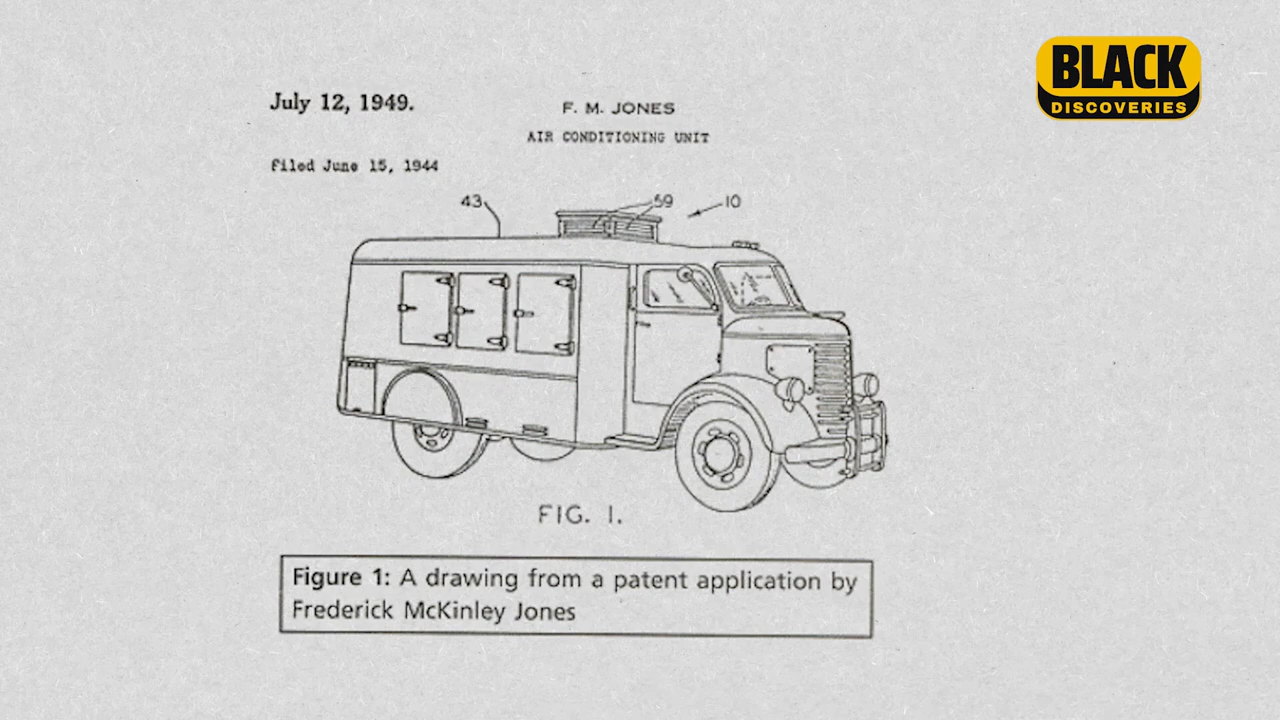 BLACK
DISCOVERIES
July 12, 1949.
F. M. JONES
AIR CONDITIONING UNIT
Filed June 15, 1944
43
59
10
FIG. 1.
Figure 1: A drawing from a patent application by
Frederick McKinley Jones